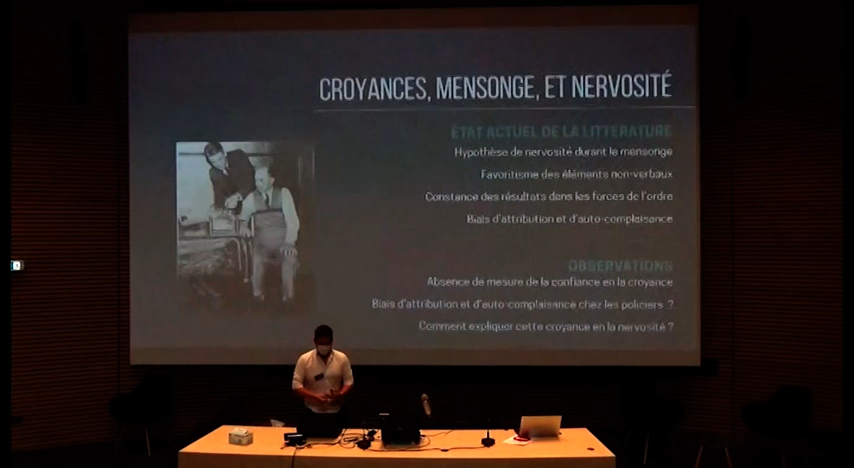 CROYANCES, MENSONGE, ET NERVOSITÉ
ÉTAT ACTUEL DE LA LITTÉRATURE
Hypothèse de nervosité durant le mensonge
Favoritisme des éléments non-verbaux
Constance des résultats dans les forces de l'ordre
Biais d'attribution et d'auto-complaisance
OBSERVATIONS
Absence de mesure de la confiance en la croyance
Biais d'attribution et d'auto-complaisance chez les policiers ?
Comment expliquer cette croyance en la nervosité ?